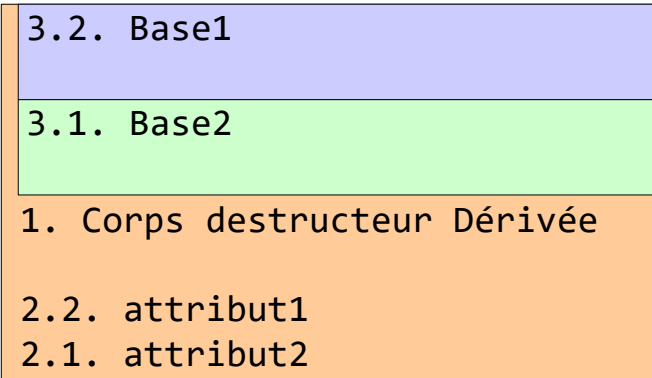 3.2. Base1
3.1. Base2
1. Corps destructeur Dérivée
2.2. attribut1
2.1. attribut2